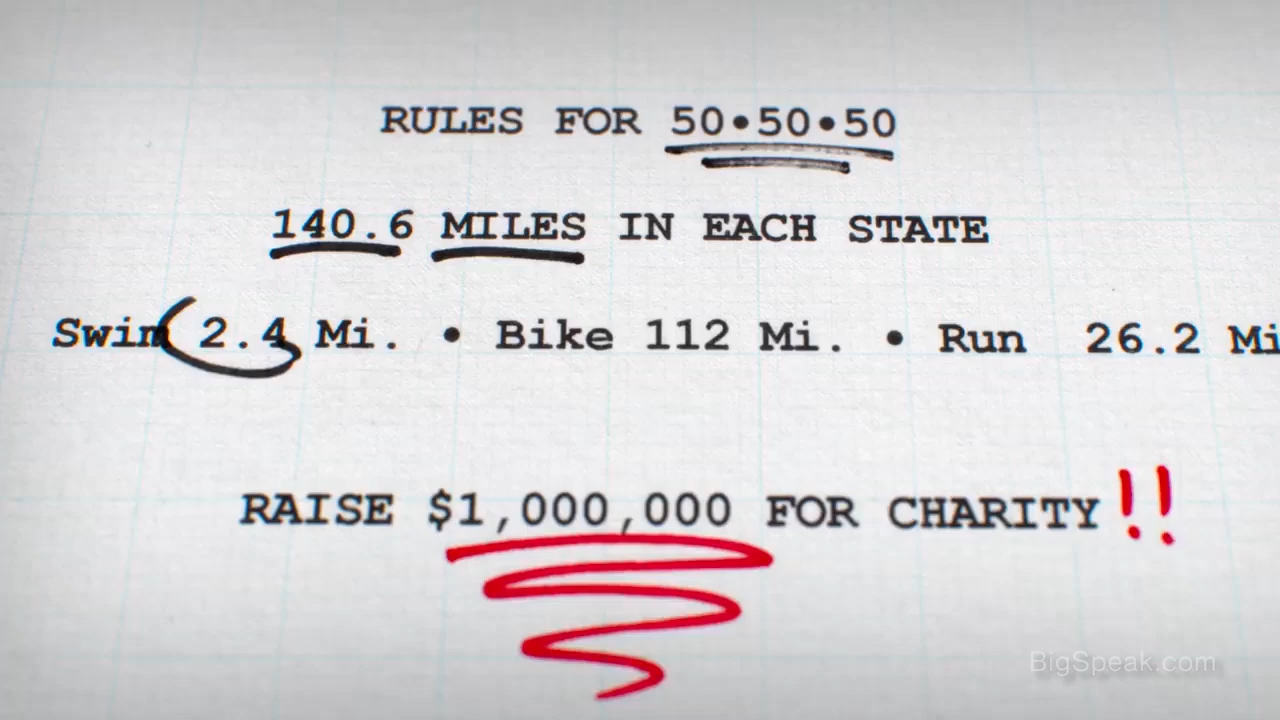 RULES FOR 50•50•50
140.6 MILES IN EACH STATE
Swim 2.4 Mi. • Bike 112 Mi. • Run 26.2 Mi
RAISE $1,000,000 FOR CHARITY!!
BigSpeak.com